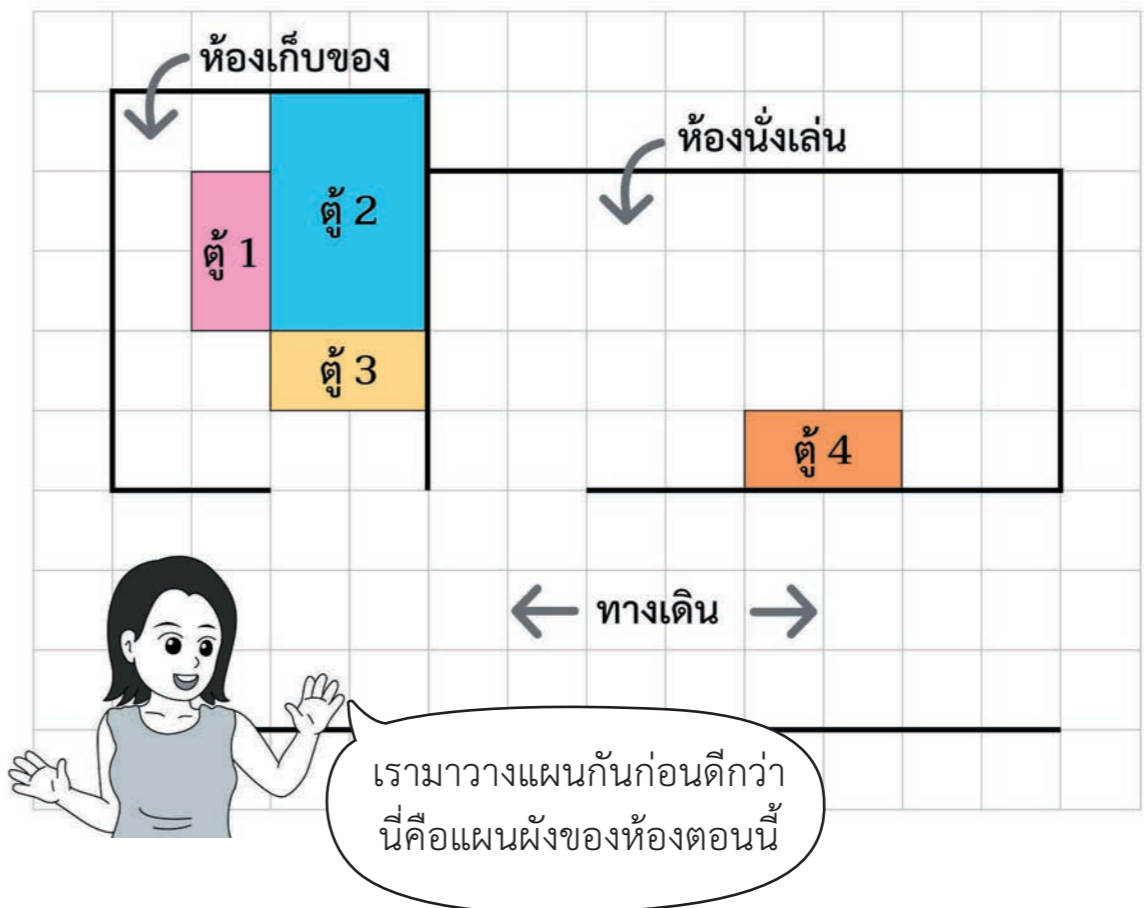 ห้องเก็บของ
ห้องนั่งเล่น
ตู้ 2
ตู้ 1
ตู้ 3
ตู้ 4
ทางเดิน
เรามาวางแผนกันก่อนดีกว่า
นี่คือแผนผังของห้องตอนนี้